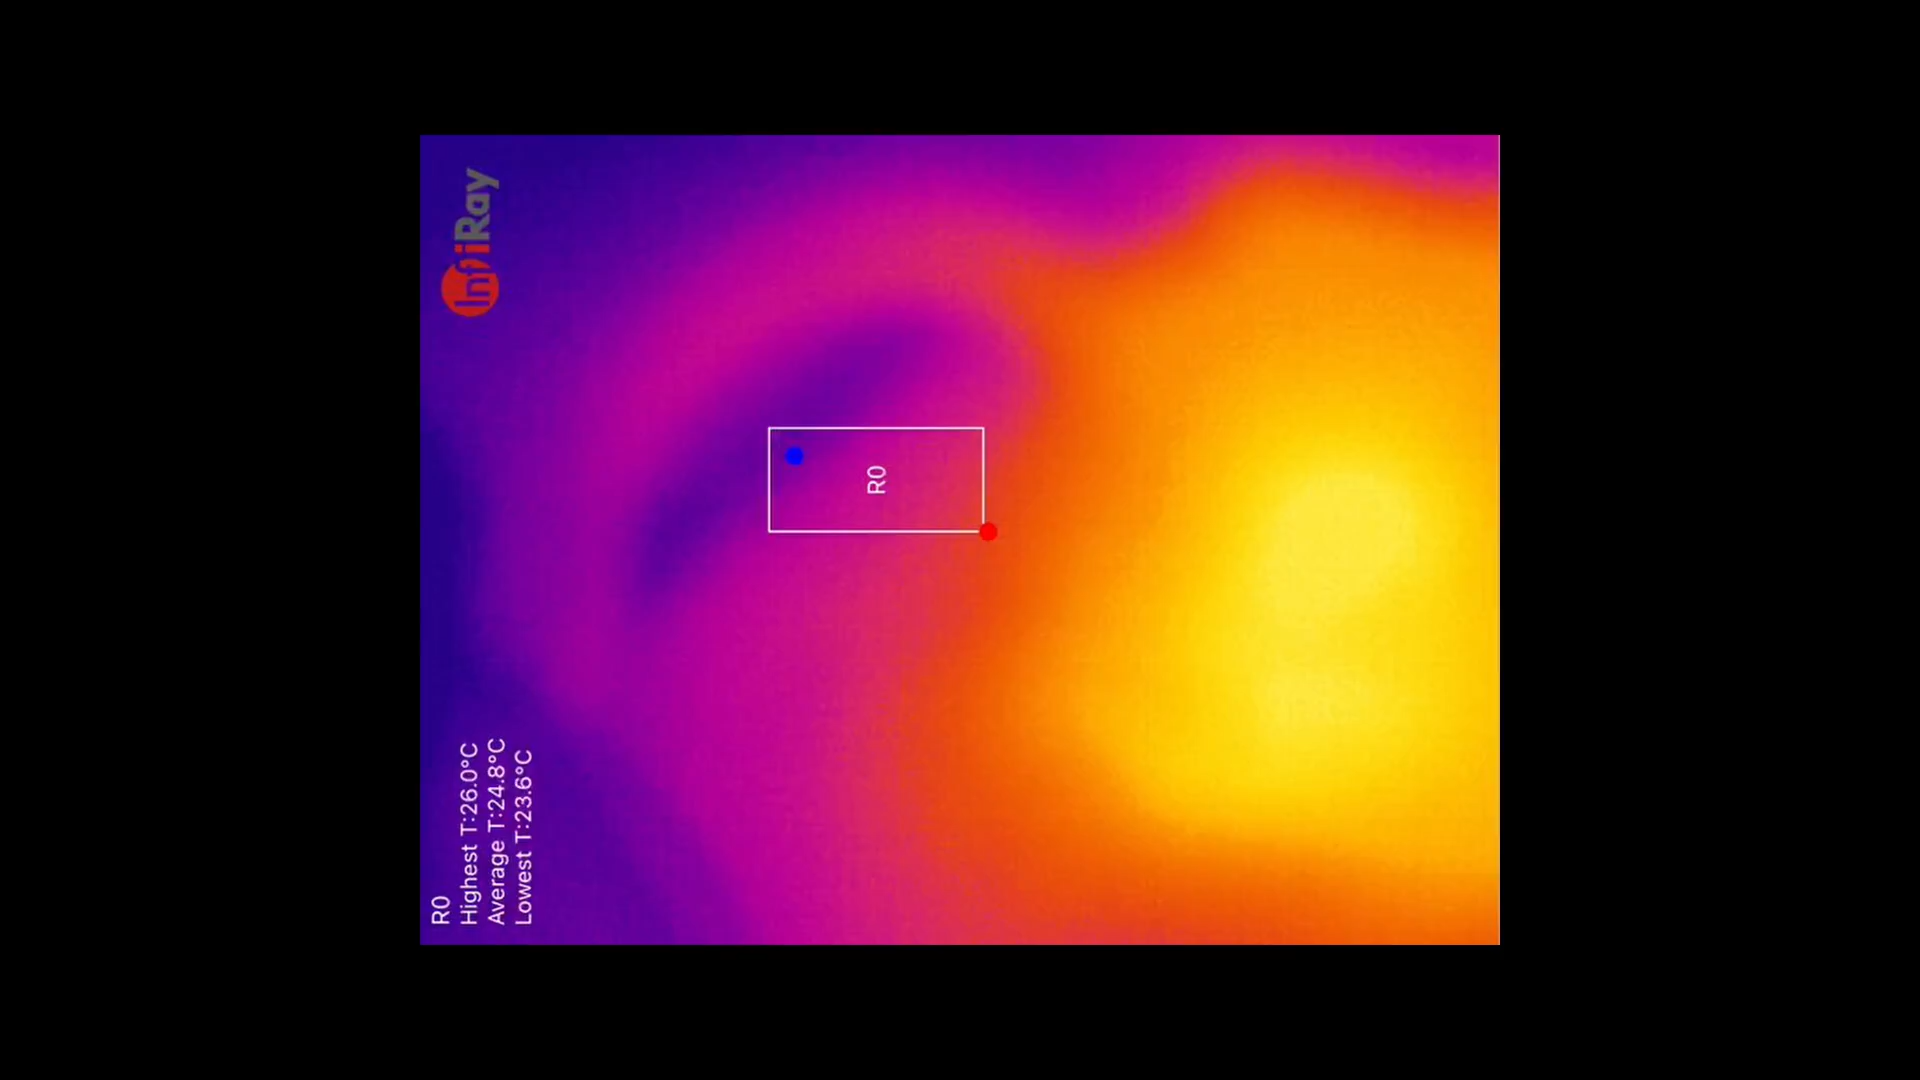 InfiRay
R0
R0
Highest T:26.0°C
Average T:24.8°C
Lowest T:23.6°C